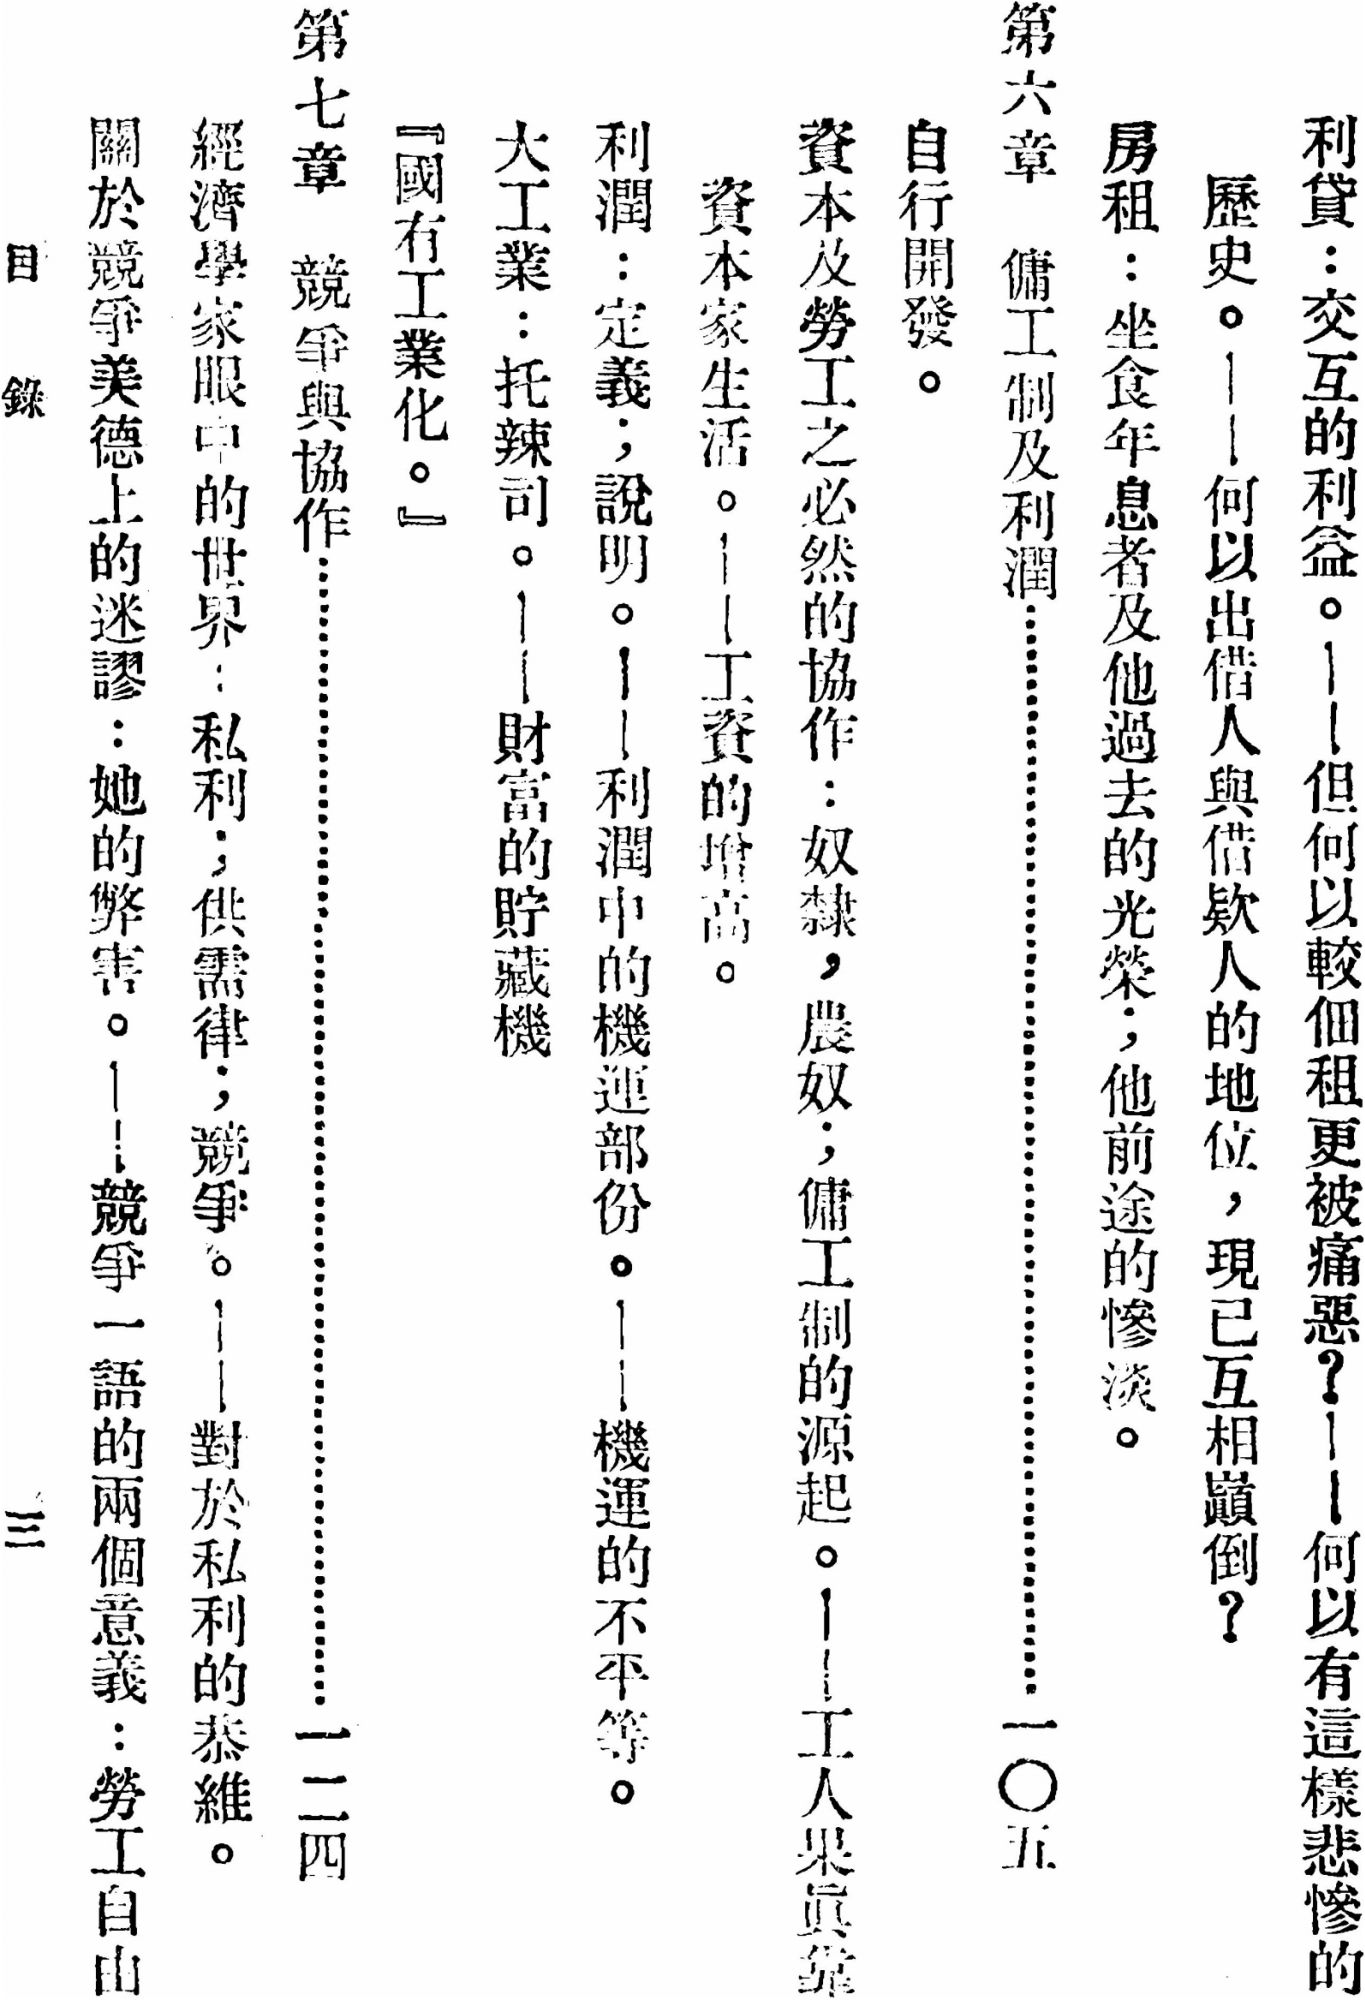 利貸：交互的利益。——但何以較佃租更被痛惡？——何以有這樣悲慘的
歷史。——何以出借人與借欵人的地位，現已互相巔倒？
房租：坐食年息者及他過去的光榮；他前途的慘淡。
第六章　傭工制及利潤……………………………………一〇五
自行開發。
資本及勞工之必然的協作：奴隸，農奴；傭工制的源起。——工人果眞靠
資本家生活。——工資的增高。
利潤：定義；說明。——利潤中的機運部份。——機運的不平等。
大工業：托辣司。——財富的貯藏機
『國有工業化。』
第七章　競爭與協作……………………………………一二四
經濟學家眼中的世界：私利；供需律；競爭。——對於私利的恭維。
關於競爭美德上的迷謬：她的弊害。——競爭一語的兩個意義：勞工自由
目錄　三